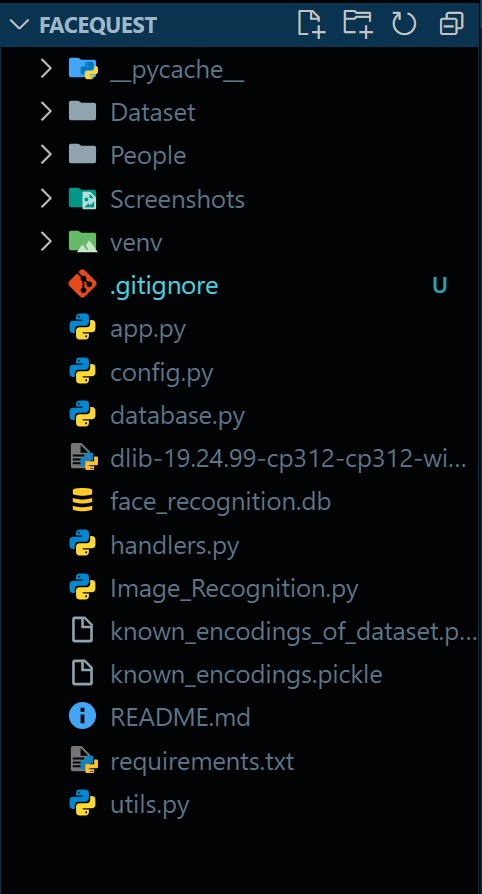 FACEQUEST
__pycache__
Dataset
People
Screenshots
venv
.gitignore U
app.py
config.py
database.py
dlib-19.24.99-cp312-cp312-wi...
face_recognition.db
handlers.py
Image_Recognition.py
known_encodings_of_dataset.p...
known_encodings.pickle
README.md
requirements.txt
utils.py